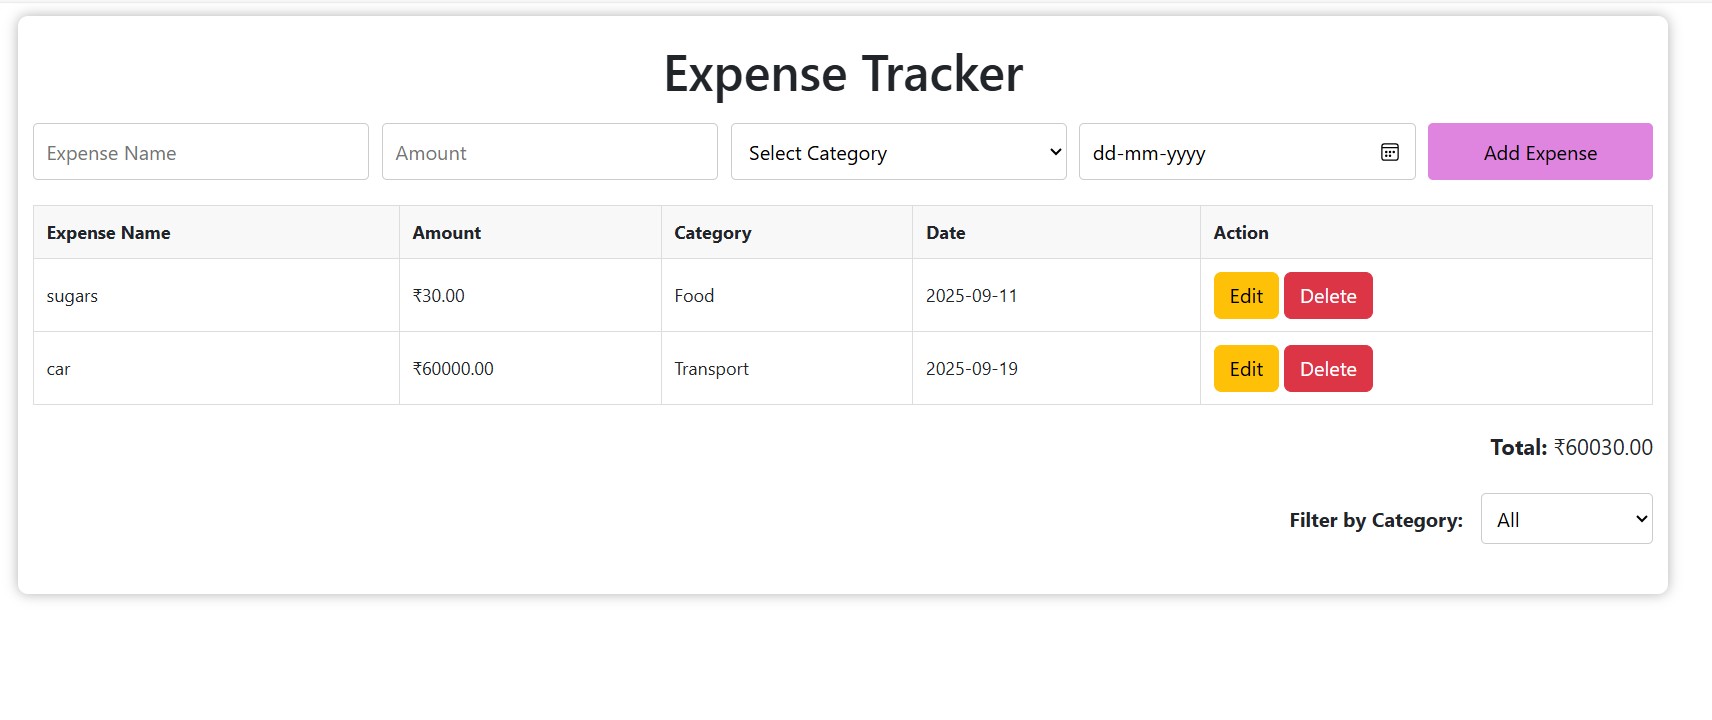 Expense Tracker
Expense Name Amount Select Category dd-mm-yyyy Add Expense
Expense Name Amount Category Date Action
sugars ₹30.00 Food 2025-09-11 Edit Delete
car ₹60000.00 Transport 2025-09-19 Edit Delete
Total: ₹60030.00
Filter by Category: All